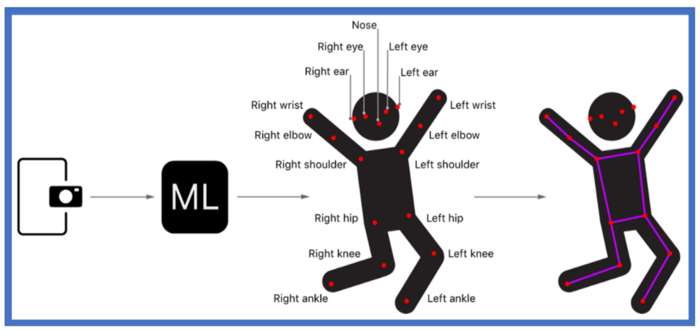 Nose
Right eye
Left eye
Right ear
Left ear
Right wrist
Left wrist
Right elbow
Left elbow
Right shoulder
Left shoulder
ML
Right hip
Left hip
Right knee
Left knee
Right ankle
Left ankle